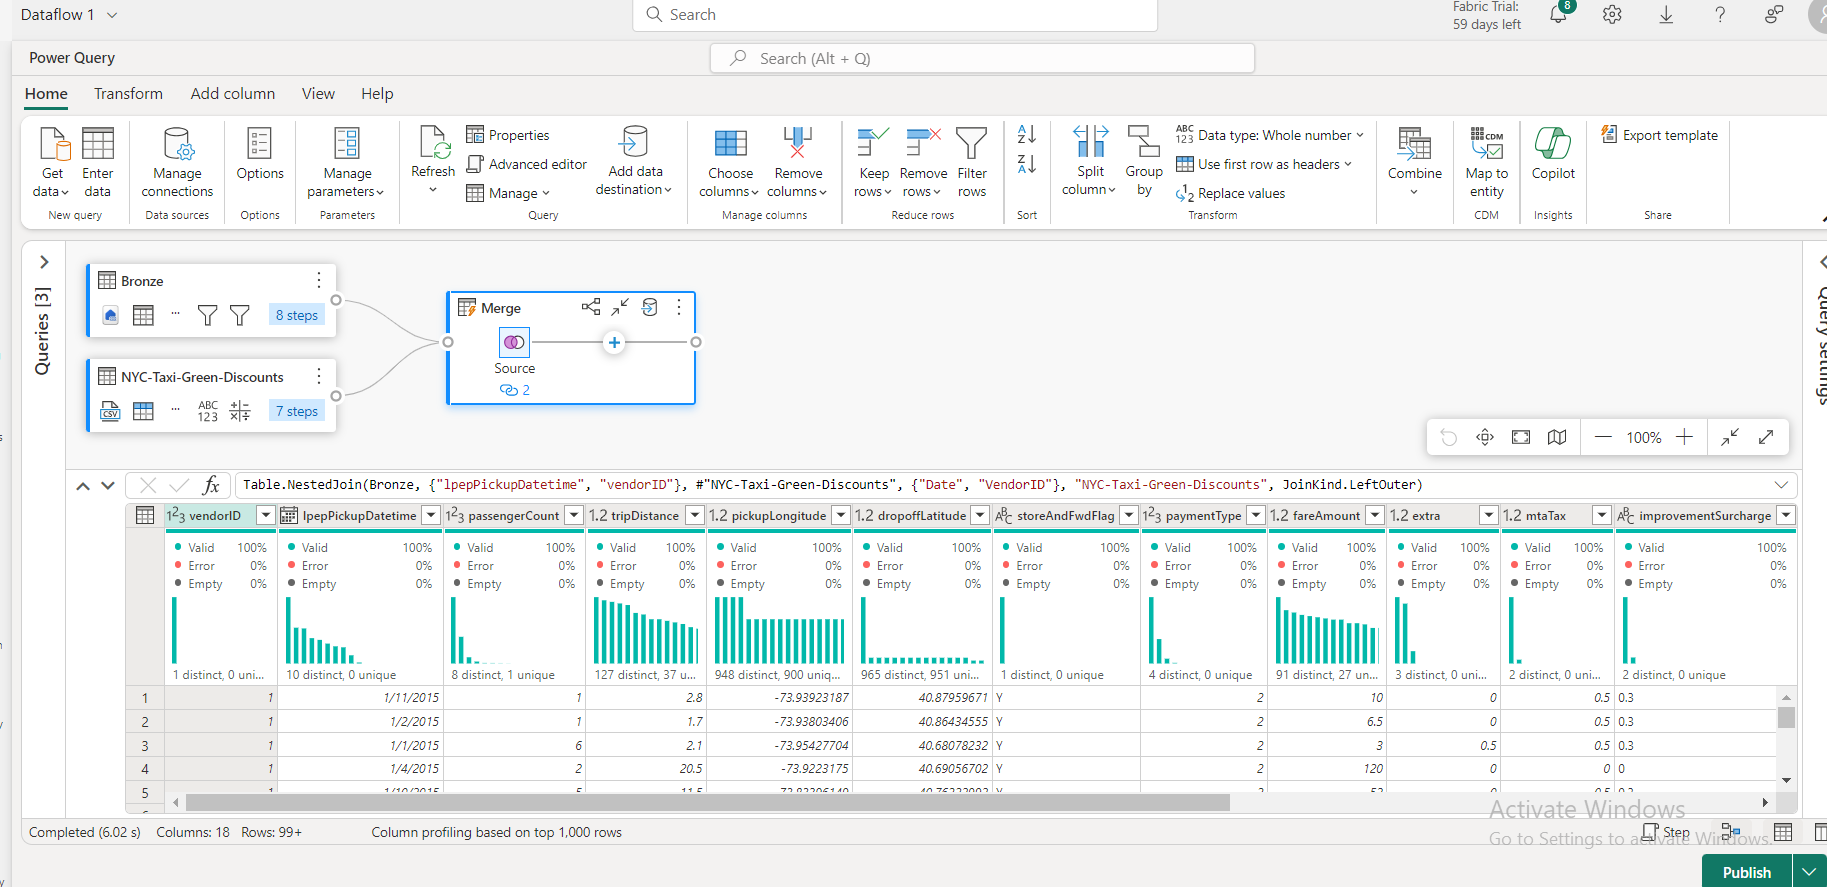 Dataflow 1
Search
Fabric Trial:
59 days left
8
Power Query
Search (Alt + Q)
Home Transform Add column View Help
Get data
Enter data
New query
Manage connections
Data sources
Options
Options
Manage parameters
Parameters
Refresh
Properties
Advanced editor
Manage
Add data destination
Query
Choose columns
Remove columns
Manage columns
Keep rows
Remove rows
Filter rows
Reduce rows
Sort
Split column
Group by
Data type: Whole number
Use first row as headers
Replace values
Transform
Combine
Map to entity
CDM
Copilot
Insights
Export template
Share
Queries [3]
Bronze
8 steps
NYC-Taxi-Green-Discounts
7 steps
Merge
Source
2
100%
Query settings
Table.NestedJoin(Bronze, {"lpepPickupDatetime", "vendorID"}, #"NYC-Taxi-Green-Discounts", {"Date", "VendorID"}, "NYC-Taxi-Green-Discounts", JoinKind.LeftOuter)
vendorID lpepPickupDatetime passengerCount tripDistance pickupLongitude dropoffLatitude storeAndFwdFlag paymentType fareAmount extra mtaTax improvementSurcharge
Valid 100% Valid 100% Valid 100% Valid 100% Valid 100% Valid 100% Valid 100% Valid 100% Valid 100% Valid 100% Valid 100% Valid 100%
Error 0% Error 0% Error 0% Error 0% Error 0% Error 0% Error 0% Error 0% Error 0% Error 0% Error 0% Error 0%
Empty 0% Empty 0% Empty 0% Empty 0% Empty 0% Empty 0% Empty 0% Empty 0% Empty 0% Empty 0% Empty 0% Empty 0%
1 distinct, 0 uni... 10 distinct, 0 unique 8 distinct, 1 unique 127 distinct, 37 u... 948 distinct, 900 uniq... 965 distinct, 951 uni... 1 distinct, 0 unique 4 distinct, 0 unique 91 distinct, 27 un... 3 distinct, 0 uni... 2 distinct, 0 uni... 2 distinct, 0 unique
1 1 1/11/2015 1 2.8 -73.93923187 40.87959671 Y 2 10 0 0.5 0.3
2 1 1/2/2015 1 1.7 -73.93803406 40.86434555 Y 2 6.5 0 0.5 0.3
3 1 1/1/2015 6 2.1 -73.95427704 40.68078232 Y 2 3 0.5 0.5 0.3
4 1 1/4/2015 2 20.5 -73.9223175 40.69056702 Y 2 120 0 0 0
5
Activate Windows
Go to Settings to activate Windows.
Completed (6.02 s) Columns: 18 Rows: 99+ Column profiling based on top 1,000 rows
Step
Publish